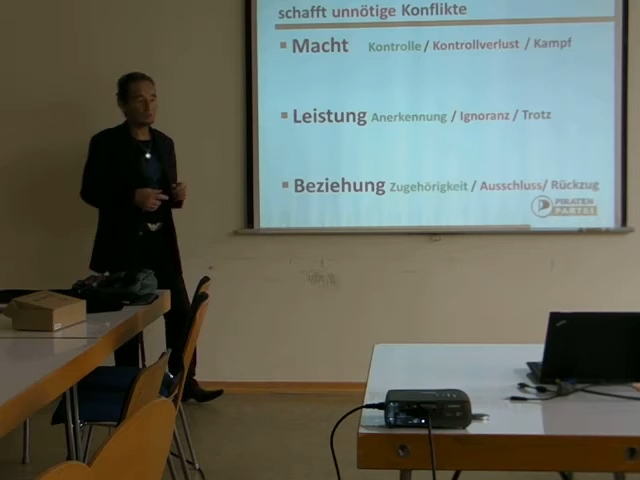 schafft unnötige Konflikte
Macht Kontrolle / Kontrollverlust / Kampf
Leistung Anerkennung / Ignoranz / Trotz
Beziehung Zugehörigkeit / Ausschluss/ Rückzug
PIRATEN
PARTEI